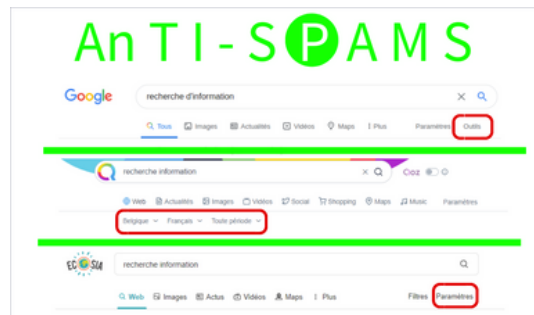 AnTI-SPAMS
Google recherche d'information
Tous Images Actualités Vidéos Maps Plus Paramètres Outils
recherche information Cioz
Web Actualités Images Vidéos Social Shopping Maps Music Paramètres
Belgique Français Toute période
ECOSIA recherche information
Web Images Actus Vidéos Maps Plus Filtres Paramètres